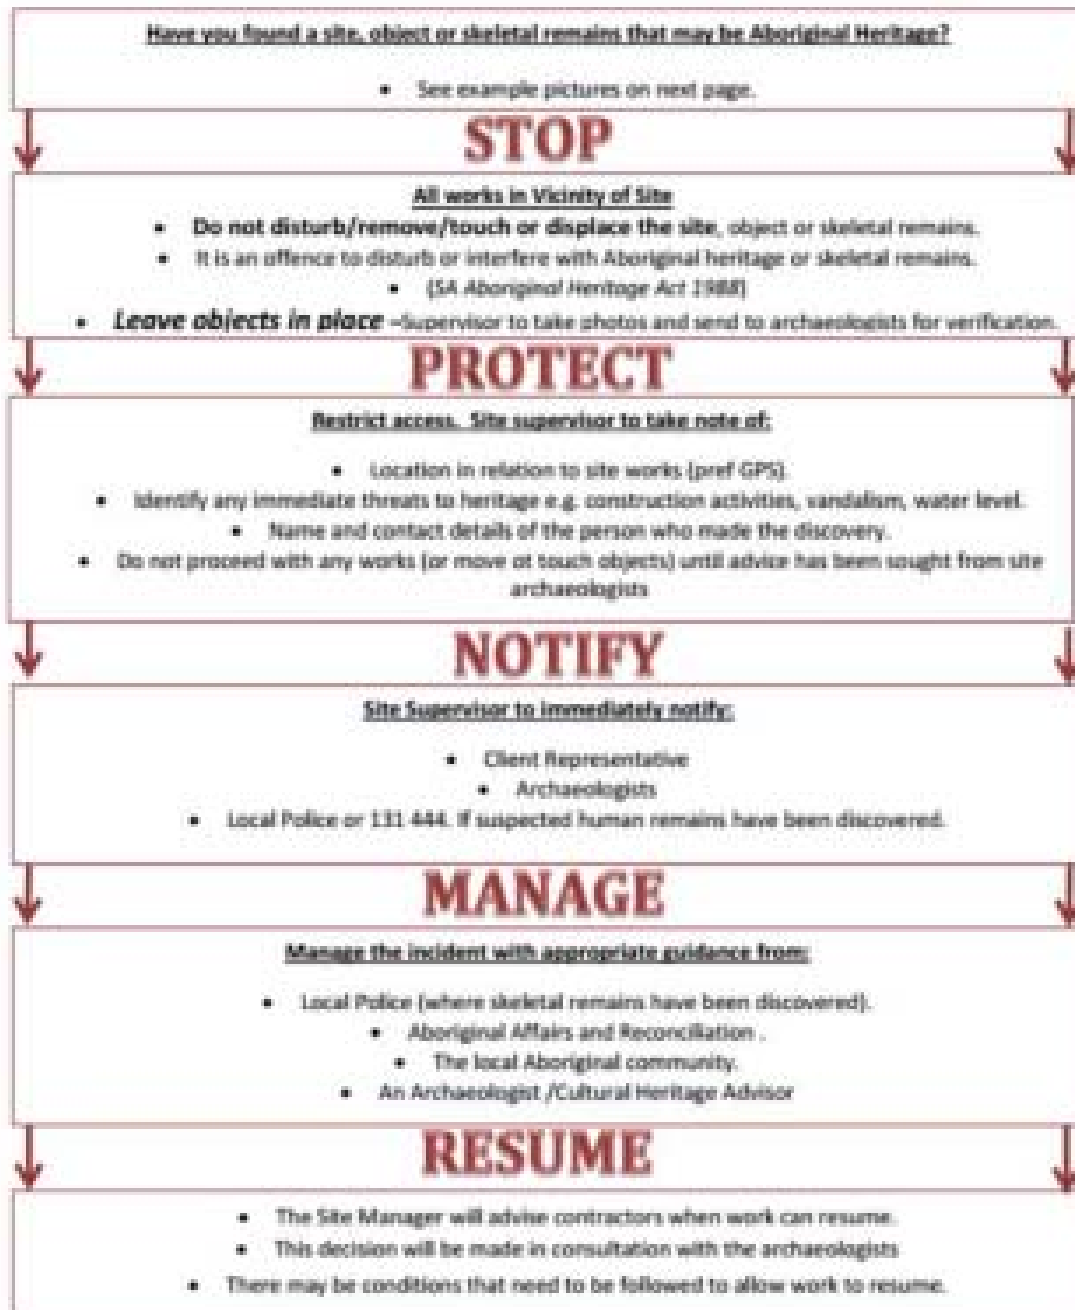 Have you found a site, object or skeletal remains that may be Aboriginal Heritage?
• See example pictures on next page.
STOP
All works in Vicinity of Site
• Do not disturb/remove/touch or displace the site, object or skeletal remains.
• It is an offence to disturb or interfere with Aboriginal heritage or skeletal remains.
• (SA Aboriginal Heritage Act 1988)
• Leave objects in place –Supervisor to take photos and send to archaeologists for verification.
PROTECT
Restrict access. Site supervisor to take note of:
• Location in relation to site works (pref GPS)
• Identify any immediate threats to heritage e.g. construction activities, vandalism, water level.
• Name and contact details of the person who made the discovery.
• Do not proceed with any works (or move ot touch objects) until advice has been sought from site
archaeologists
NOTIFY
Site Supervisor to immediately notify:
• Client Representative
• Archaeologists
• Local Police or 131 444. If suspected human remains have been discovered.
MANAGE
Manage the incident with appropriate guidance from:
• Local Police (where skeletal remains have been discovered).
• Aboriginal Affairs and Reconciliation .
• The local Aboriginal community.
• An Archaeologist /Cultural Heritage Advisor
RESUME
• The Site Manager will advise contractors when work can resume.
• This decision will be made in consultation with the archaeologists
• There may be conditions that need to be followed to allow work to resume.